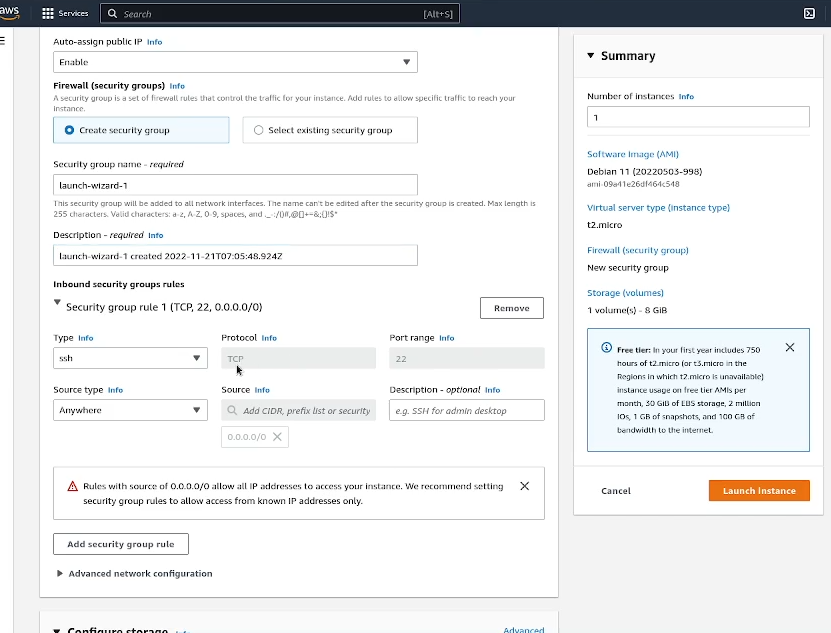 aws
Services
Search
[Alt+S]
Auto-assign public IP Info
Enable
Firewall (security groups) Info
A security group is a set of firewall rules that control the traffic for your instance. Add rules to allow specific traffic to reach your
instance.
Create security group
Select existing security group
Security group name - required
launch-wizard-1
This security group will be added to all network interfaces. The name can't be edited after the security group is created. Max length is
255 characters. Valid characters: a-z, A-Z, 0-9, spaces, and ._-:/()#,@[]+=&;{}!$*
Description - required Info
launch-wizard-1 created 2022-11-21T07:05:48.924Z
Inbound security groups rules
Security group rule 1 (TCP, 22, 0.0.0.0/0)
Remove
Type Info
Protocol Info
Port range Info
ssh
TCP
22
Source type Info
Source Info
Description - optional Info
Anywhere
Add CIDR, prefix list or security
e.g. SSH for admin desktop
0.0.0.0/0
Rules with source of 0.0.0.0/0 allow all IP addresses to access your instance. We recommend setting
security group rules to allow access from known IP addresses only.
Add security group rule
Advanced network configuration
Configure storage Info
Advanced
Summary
Number of instances Info
1
Software Image (AMI)
Debian 11 (20220503-998)
ami-09a41e26df464c548
Virtual server type (instance type)
t2.micro
Firewall (security group)
New security group
Storage (volumes)
1 volume(s) - 8 GiB
Free tier: In your first year includes 750
hours of t2.micro (or t3.micro in the
Regions in which t2.micro is unavailable)
instance usage on free tier AMIs per
month, 30 GiB of EBS storage, 2 million
IOs, 1 GB of snapshots, and 100 GB of
bandwidth to the internet.
Cancel
Launch instance